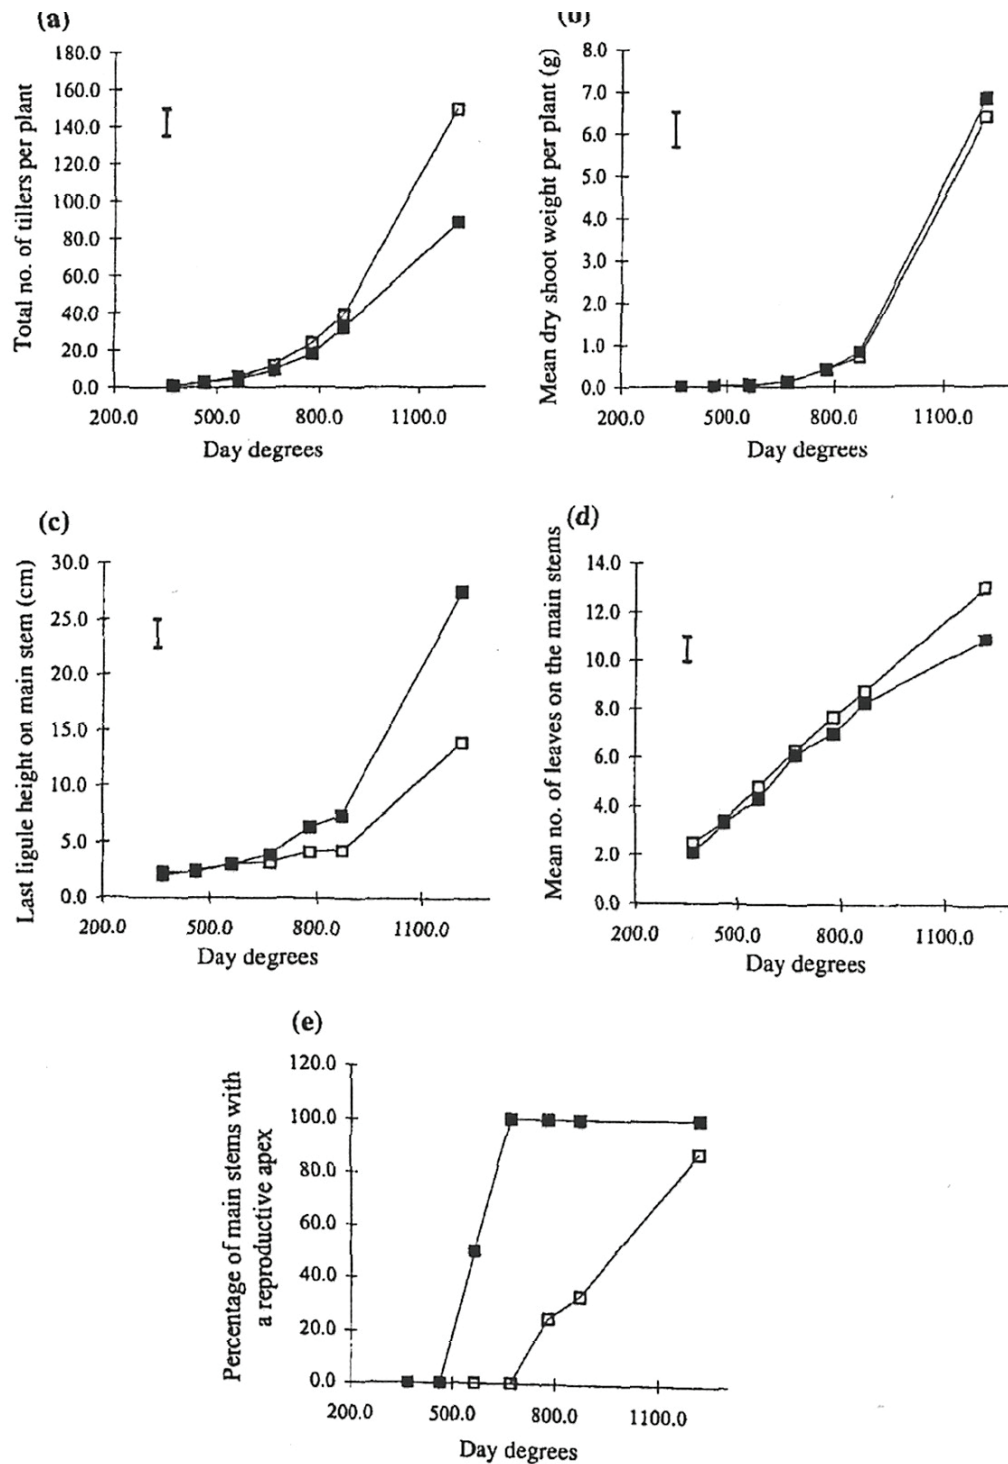 (a)
180.0
160.0
140.0
120.0
100.0
80.0
60.0
40.0
20.0
0.0
200.0 500.0 800.0 1100.0
Day degrees
Total no. of tillers per plant
(b)
8.0
7.0
6.0
5.0
4.0
3.0
2.0
1.0
0.0
200.0 500.0 800.0 1100.0
Day degrees
Mean dry shoot weight per plant (g)
(c)
30.0
25.0
20.0
15.0
10.0
5.0
0.0
200.0 500.0 800.0 1100.0
Day degrees
Last ligule height on main stem (cm)
(d)
14.0
12.0
10.0
8.0
6.0
4.0
2.0
0.0
200.0 500.0 800.0 1100.0
Day degrees
Mean no. of leaves on the main stems
(e)
120.0
100.0
80.0
60.0
40.0
20.0
0.0
200.0 500.0 800.0 1100.0
Day degrees
Percentage of main stems with
a reproductive apex